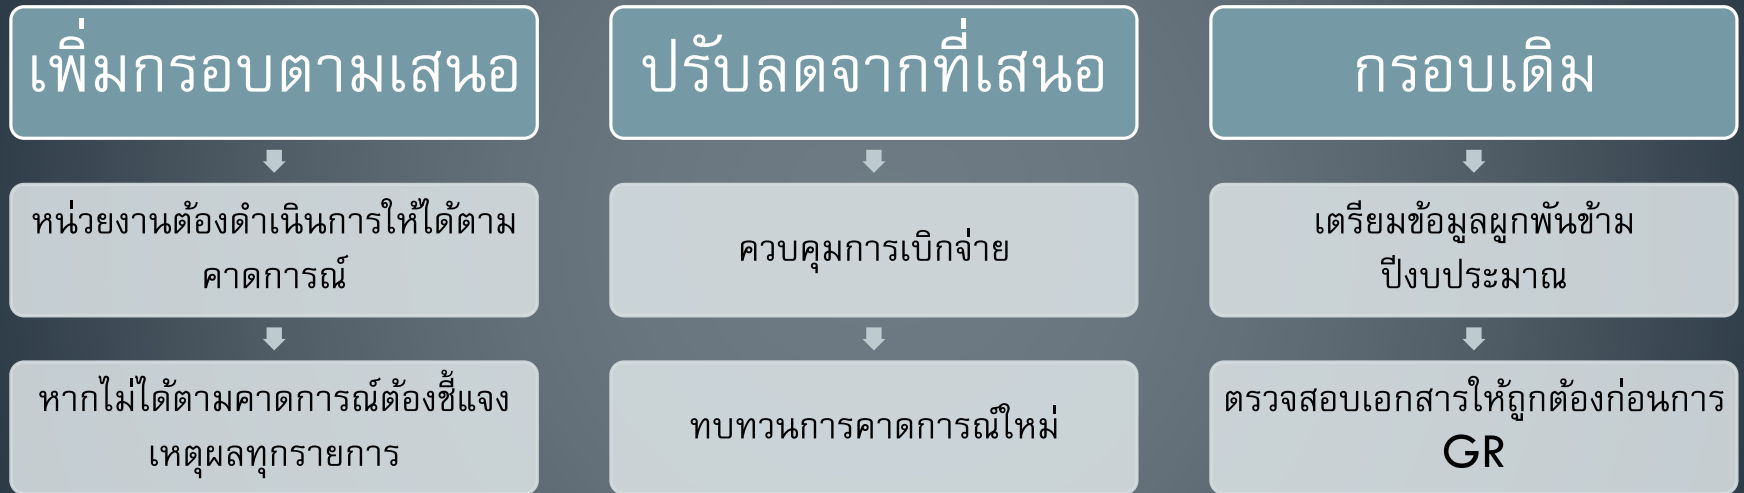 เพิ่มกรอบตามเสนอ
หน่วยงานต้องดำเนินการให้ได้ตาม
คาดการณ์
หากไม่ได้ตามคาดการณ์ต้องชี้แจง
เหตุผลทุกรายการ
ปรับลดจากที่เสนอ
ควบคุมการเบิกจ่าย
ทบทวนการคาดการณ์ใหม่
กรอบเดิม
เตรียมข้อมูลผูกพันข้าม
ปีงบประมาณ
ตรวจสอบเอกสารให้ถูกต้องก่อนการ
GR